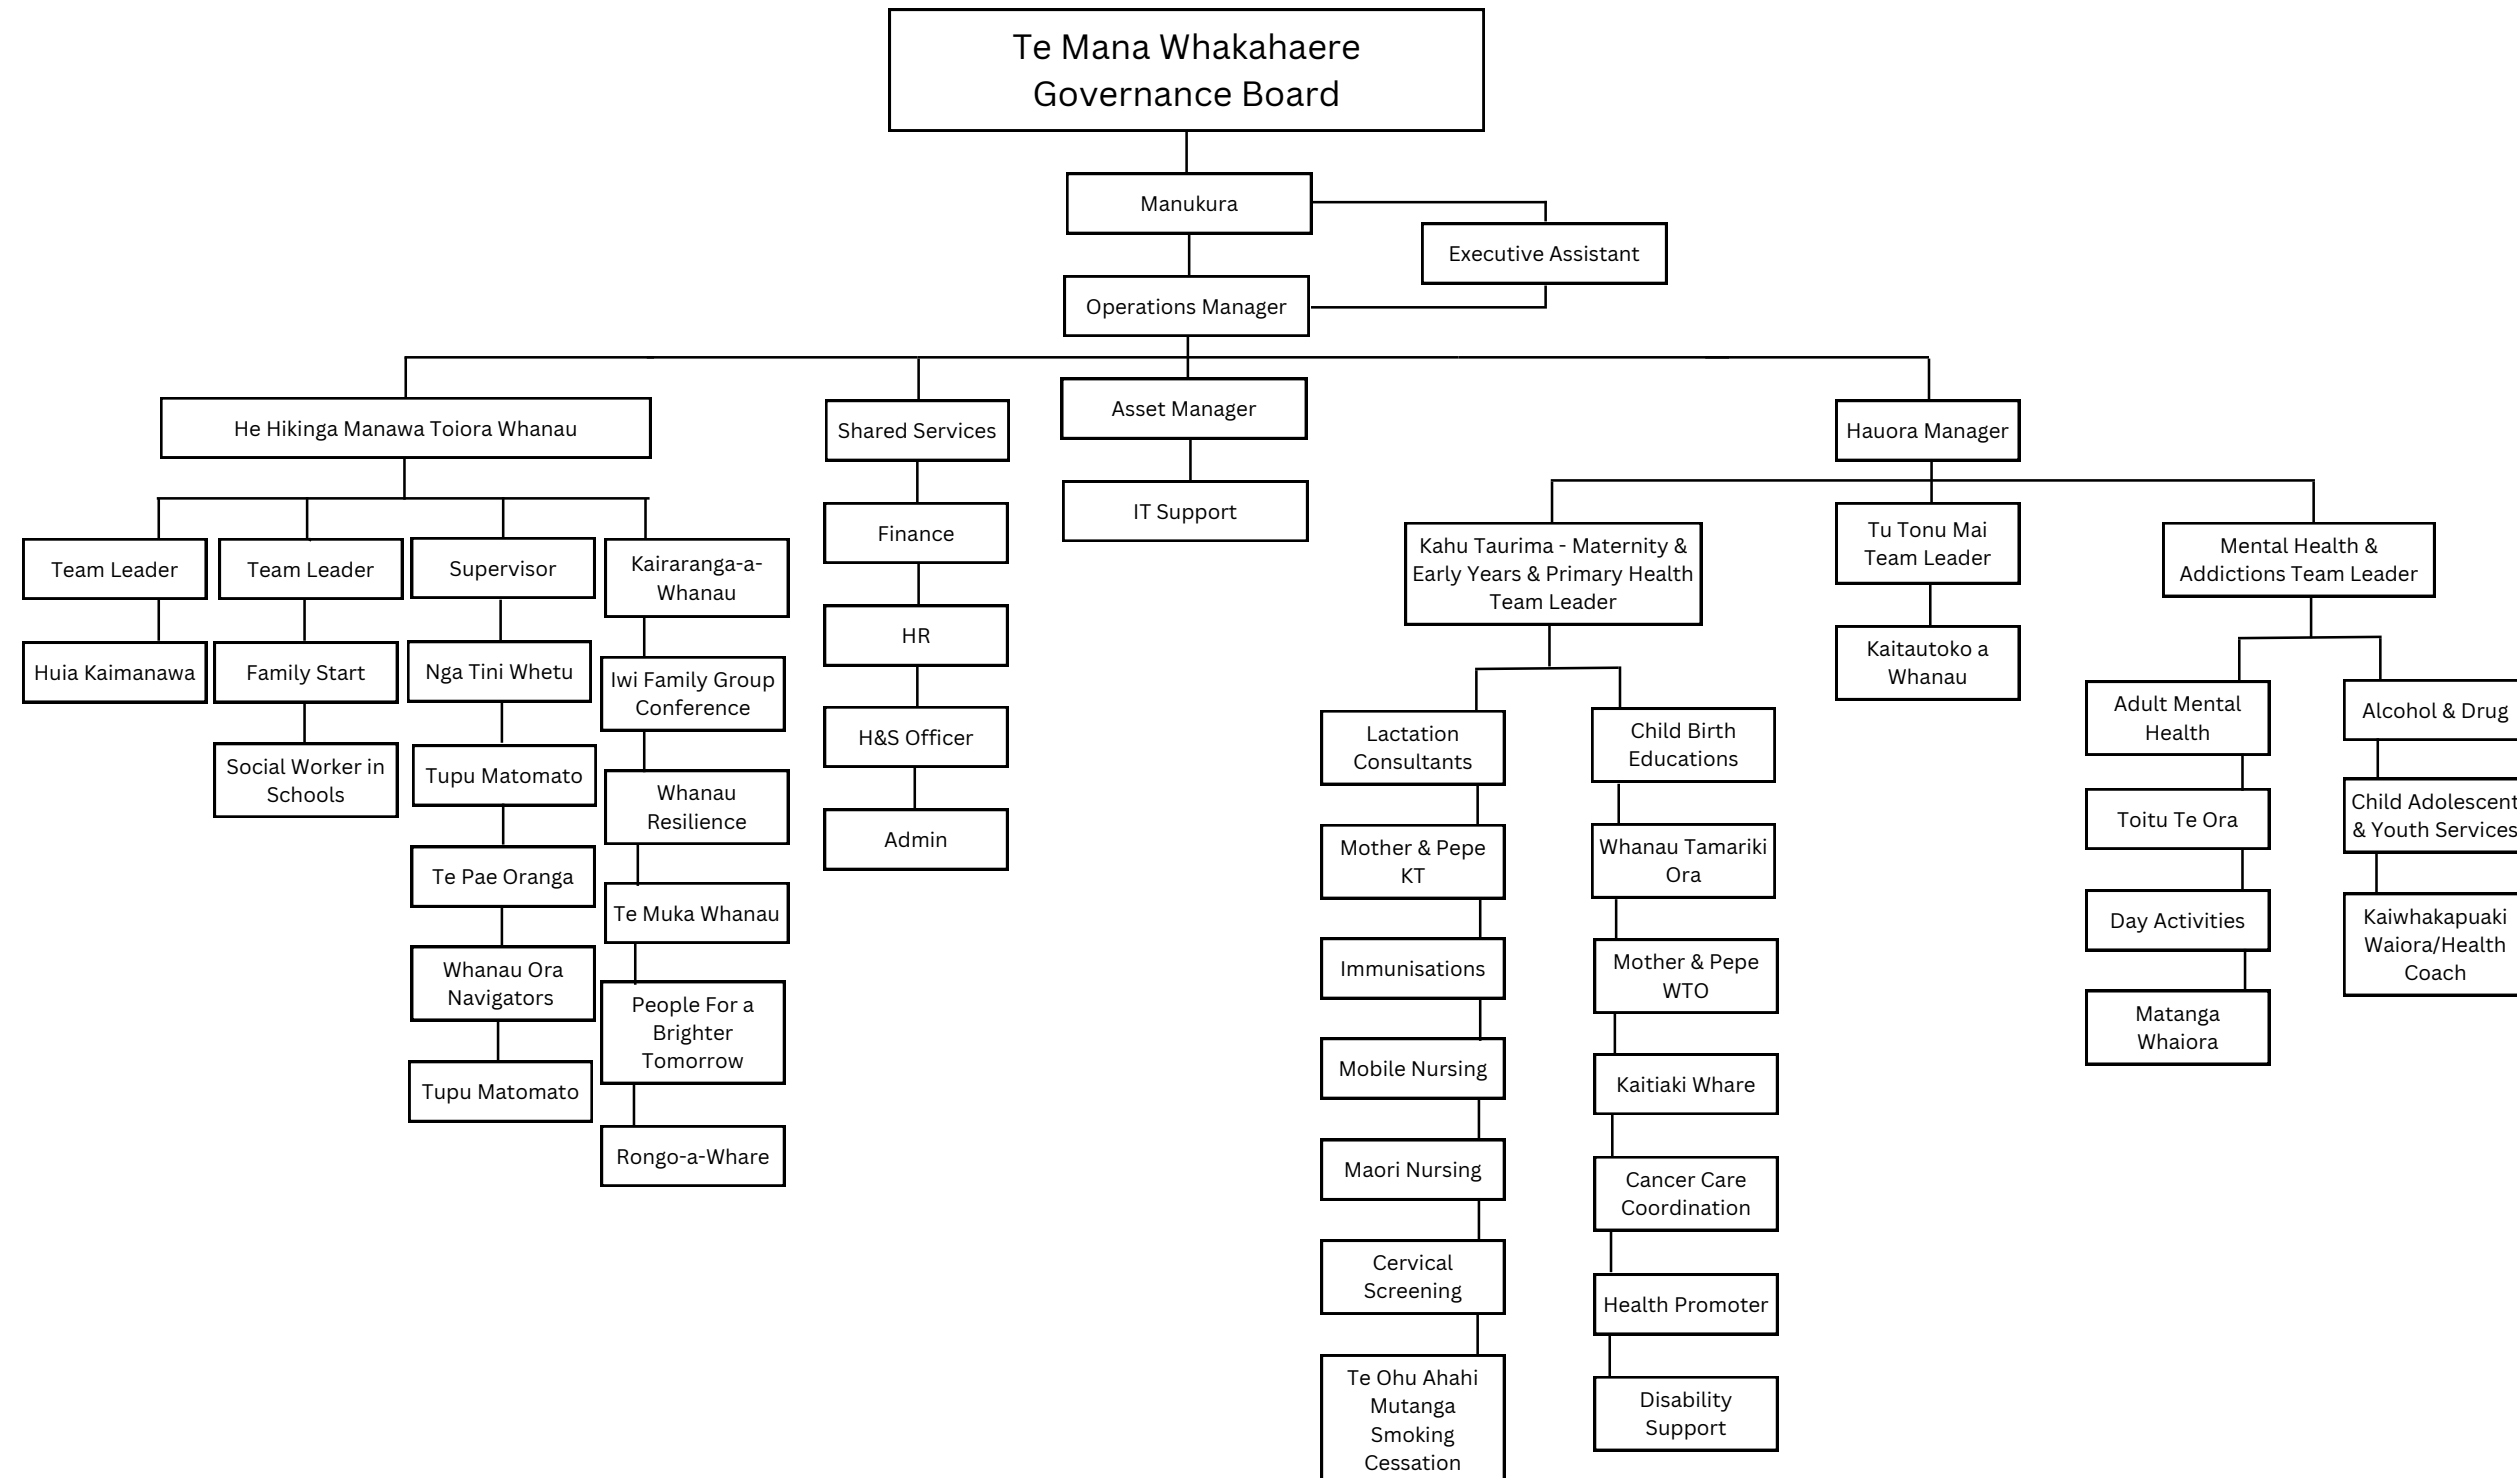 Te Mana Whakahaere
Governance Board
Manukura
Executive Assistant
Operations Manager
He Hikinga Manawa Toiora Whanau
Shared Services
Asset Manager
Hauora Manager
Team Leader
Huia Kaimanawa
Team Leader
Family Start
Social Worker in
Schools
Supervisor
Nga Tini Whetu
Tupu Matomato
Te Pae Oranga
Whanau Ora
Navigators
Tupu Matomato
Kairaranga-a-
Whanau
Iwi Family Group
Conference
Whanau
Resilience
Te Muka Whanau
People For a
Brighter
Tomorrow
Rongo-a-Whare
Finance
HR
H&S Officer
Admin
IT Support
Kahu Taurima - Maternity &
Early Years & Primary Health
Team Leader
Lactation
Consultants
Mother & Pepe
KT
Immunisations
Mobile Nursing
Maori Nursing
Cervical
Screening
Te Ohu Ahahi
Mutanga
Smoking
Cessation
Child Birth
Educations
Whanau Tamariki
Ora
Mother & Pepe
WTO
Kaitiaki Whare
Cancer Care
Coordination
Health Promoter
Disability
Support
Tu Tonu Mai
Team Leader
Kaitautoko a
Whanau
Mental Health &
Addictions Team Leader
Adult Mental
Health
Toitu Te Ora
Day Activities
Matanga
Whaiora
Alcohol & Drug
Child Adolescent
& Youth Services
Kaiwhakapuaki
Waiora/Health
Coach